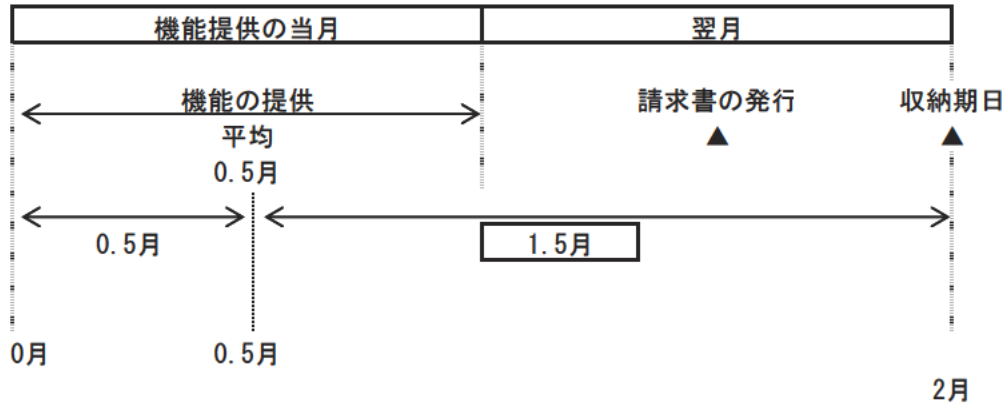 機能提供の当月 翌月
機能の提供 請求書の発行 収納期日
平均 ▲ ▲
0.5月
0.5月 1.5月
0月 0.5月
2月